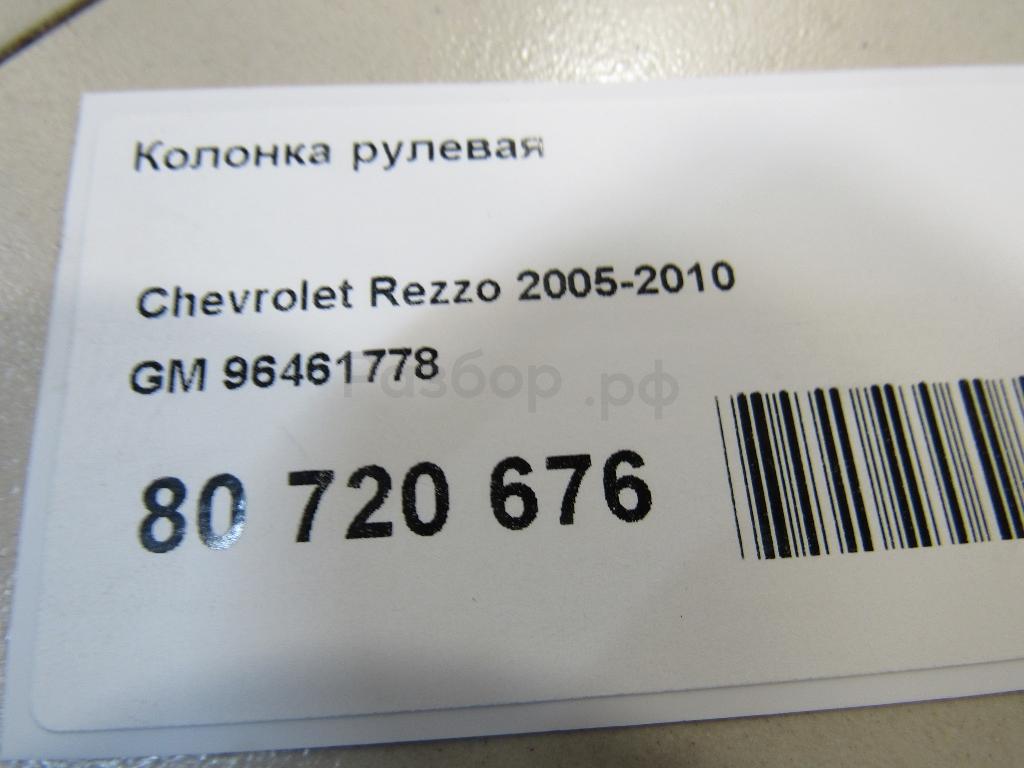 Колонка рулевая
Chevrolet Rezzo 2005-2010
GM 96461778
Разбор.рф
80 720 676